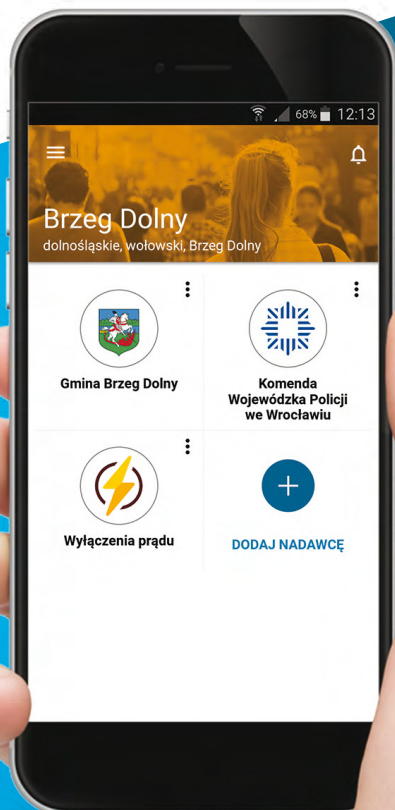 68% 12:13
Brzeg Dolny
dolnośląskie, wołowski, Brzeg Dolny
Gmina Brzeg Dolny
Komenda
Wojewódzka Policji
we Wrocławiu
Wyłączenia prądu
DODAJ NADAWCĘ